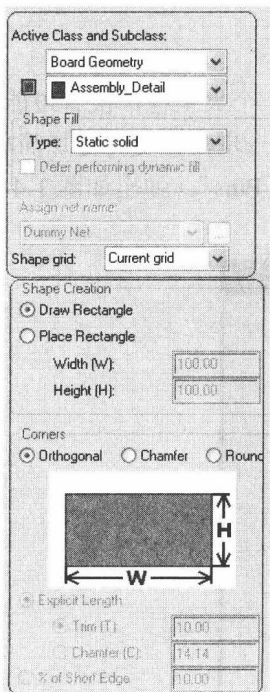 Active Class and Subclass:
Board Geometry
Assembly_Detail
Shape Fill
Type: Static solid
Defer performing dynamic fill
Assign net name:
Dummy Net
...
Shape grid: Current grid
Shape Creation
Draw Rectangle
Place Rectangle
Width (W): 100.00
Height (H): 100.00
Corners
Orthogonal Chamfer Round
H
W
Explicit Length
Trim (T): 10.00
Chamfer (C): 14.14
% of Short Edge 10.00